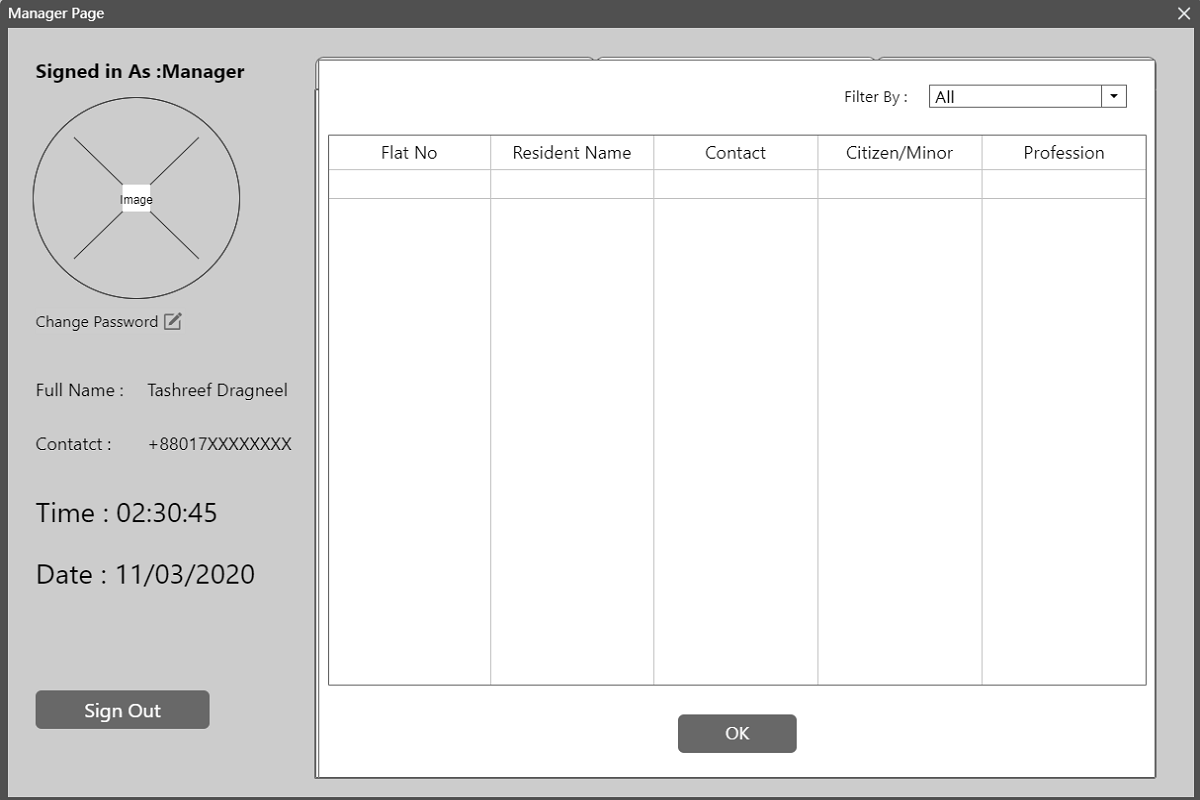 Manager Page
Signed in As :Manager
Image
Change Password
Full Name : Tashreef Dragneel
Contatct : +88017XXXXXXXX
Time : 02:30:45
Date : 11/03/2020
Sign Out
Filter By : All
Flat No Resident Name Contact Citizen/Minor Profession
OK